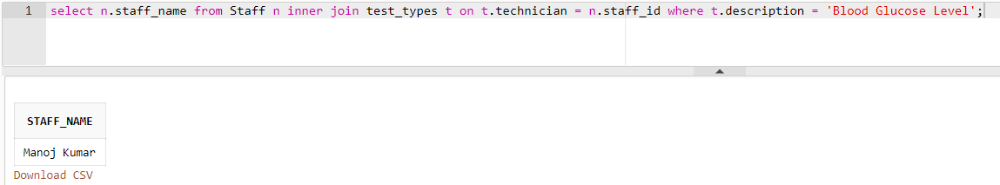 1 select n.staff_name from Staff n inner join test_types t on t.technician = n.staff_id where t.description = 'Blood Glucose Level';
STAFF_NAME
Manoj Kumar
Download CSV